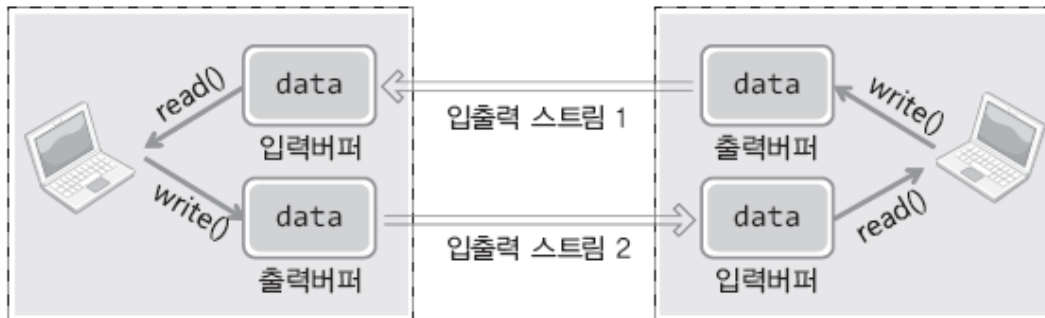 data
read()
입력버퍼
write()
data
출력버퍼
입출력 스트림 1
입출력 스트림 2
data
write()
출력버퍼
data
read()
입력버퍼